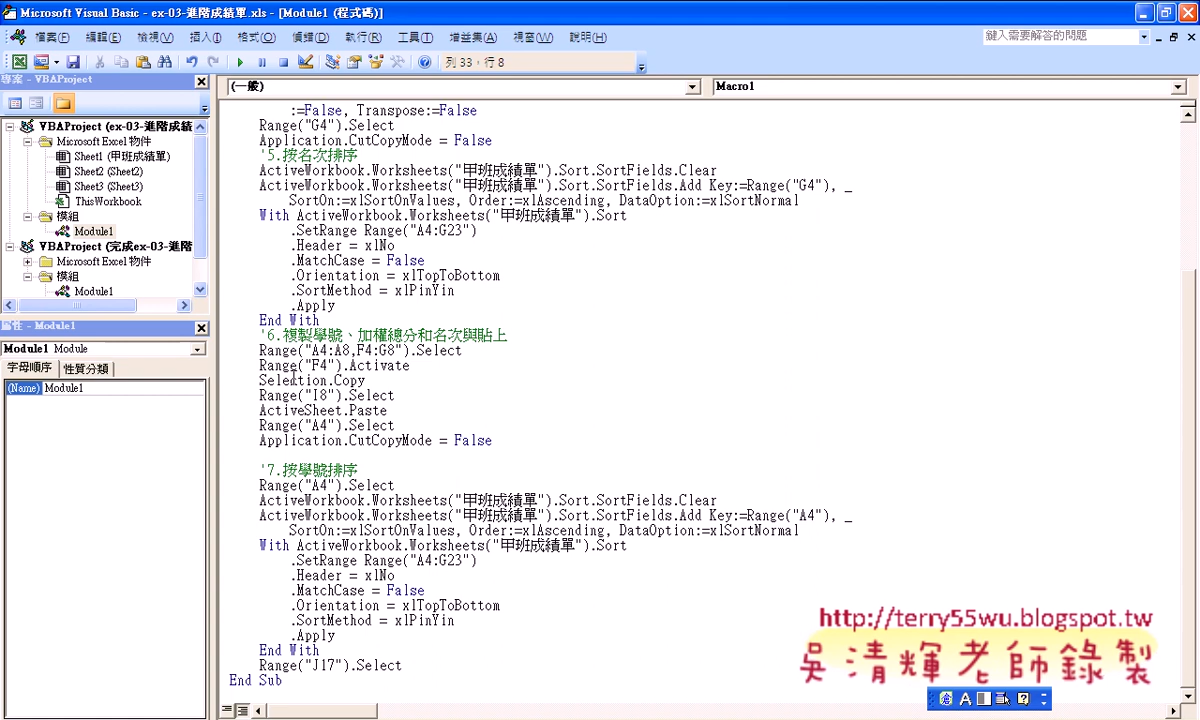 Microsoft Visual Basic - ex-03-進階成績單.xls - [Module1 (程式碼)]
檔案(F) 編輯(E) 檢視(V) 插入(I) 格式(O) 偵錯(D) 執行(R) 工具(T) 增益集(A) 視窗(W) 說明(H) 鍵入需要解答的問題
列 33，行 8
專案 - VBAProject
(一般) Macro1
VBAProject (ex-03-進階成績
Microsoft Excel 物件
Sheet1 (甲班成績單)
Sheet2 (Sheet2)
Sheet3 (Sheet3)
ThisWorkbook
模組
Module1
VBAProject (完成ex-03-進階
Microsoft Excel 物件
模組
Module1
屬性 - Module1
Module1 Module
字母順序 性質分類
(Name) Module1
:=False, Transpose:=False
Range("G4").Select
Application.CutCopyMode = False
'5.按名次排序
ActiveWorkbook.Worksheets("甲班成績單").Sort.SortFields.Clear
ActiveWorkbook.Worksheets("甲班成績單").Sort.SortFields.Add Key:=Range("G4"), _
SortOn:=xlSortOnValues, Order:=xlAscending, DataOption:=xlSortNormal
With ActiveWorkbook.Worksheets("甲班成績單").Sort
.SetRange Range("A4:G23")
.Header = xlNo
.MatchCase = False
.Orientation = xlTopToBottom
.SortMethod = xlPinYin
.Apply
End With
'6.複製學號、加權總分和名次與貼上
Range("A4:A8,F4:G8").Select
Range("F4").Activate
Selection.Copy
Range("I8").Select
ActiveSheet.Paste
Range("A4").Select
Application.CutCopyMode = False
'7.按學號排序
Range("A4").Select
ActiveWorkbook.Worksheets("甲班成績單").Sort.SortFields.Clear
ActiveWorkbook.Worksheets("甲班成績單").Sort.SortFields.Add Key:=Range("A4"), _
SortOn:=xlSortOnValues, Order:=xlAscending, DataOption:=xlSortNormal
With ActiveWorkbook.Worksheets("甲班成績單").Sort
.SetRange Range("A4:G23")
.Header = xlNo
.MatchCase = False
.Orientation = xlTopToBottom
.SortMethod = xlPinYin
.Apply
End With
Range("J17").Select
End Sub
http://terry55wu.blogspot.tw
吳清輝老師錄製